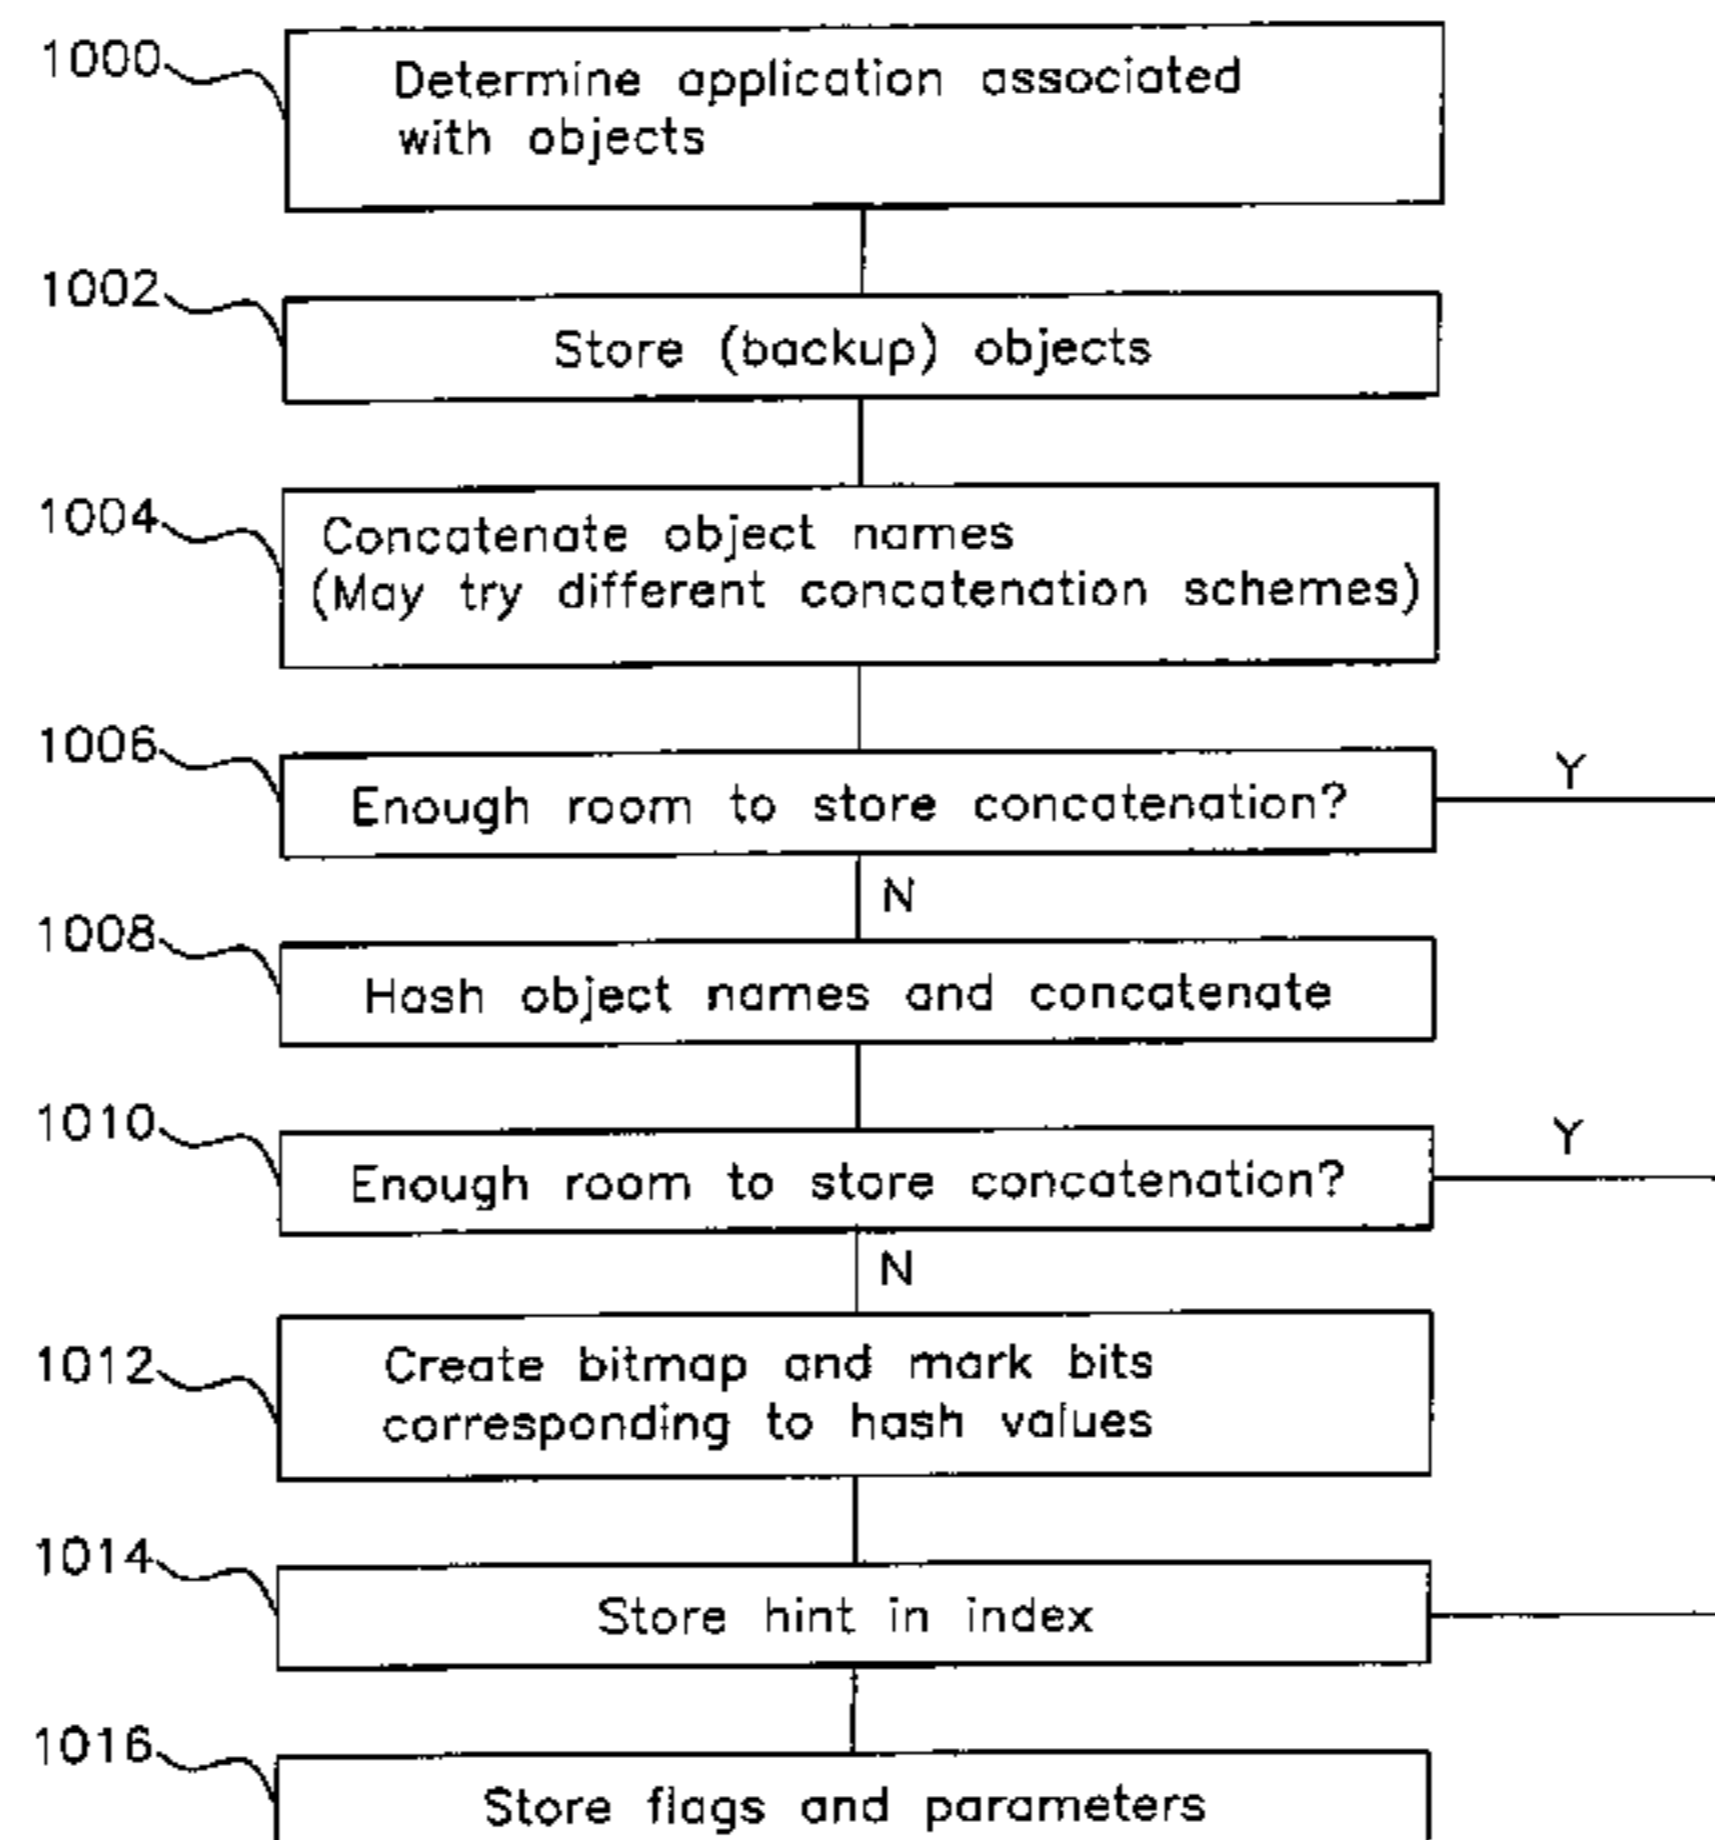 1000
Determine application associated
with objects
1002
Store (backup) objects
1004
Concatenate object names
(May try different concatenation schemes)
1006
Enough room to store concatenation?
Y
N
1008
Hash object names and concatenate
1010
Enough room to store concatenation?
Y
N
1012
Create bitmap and mark bits
corresponding to hash values
1014
Store hint in index
1016
Store flags and parameters